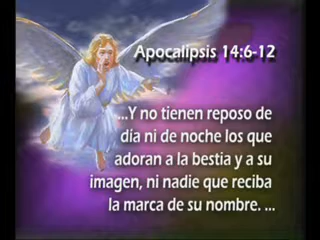 Apocalipsis 14:6-12
...Y no tienen reposo de
día ni de noche los que
adoran a la bestia y a su
imagen, ni nadie que reciba
la marca de su nombre. ...